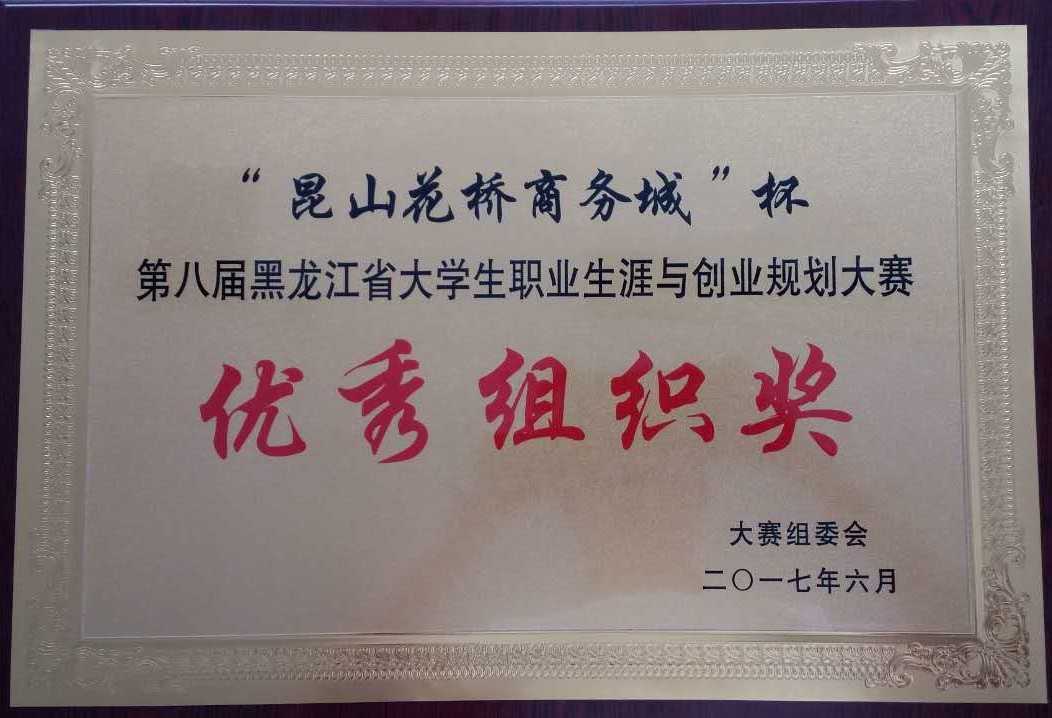 “昆山花桥商务城”杯
第八届黑龙江省大学生职业生涯与创业规划大赛
优秀组织奖
大赛组委会
二〇一七年六月